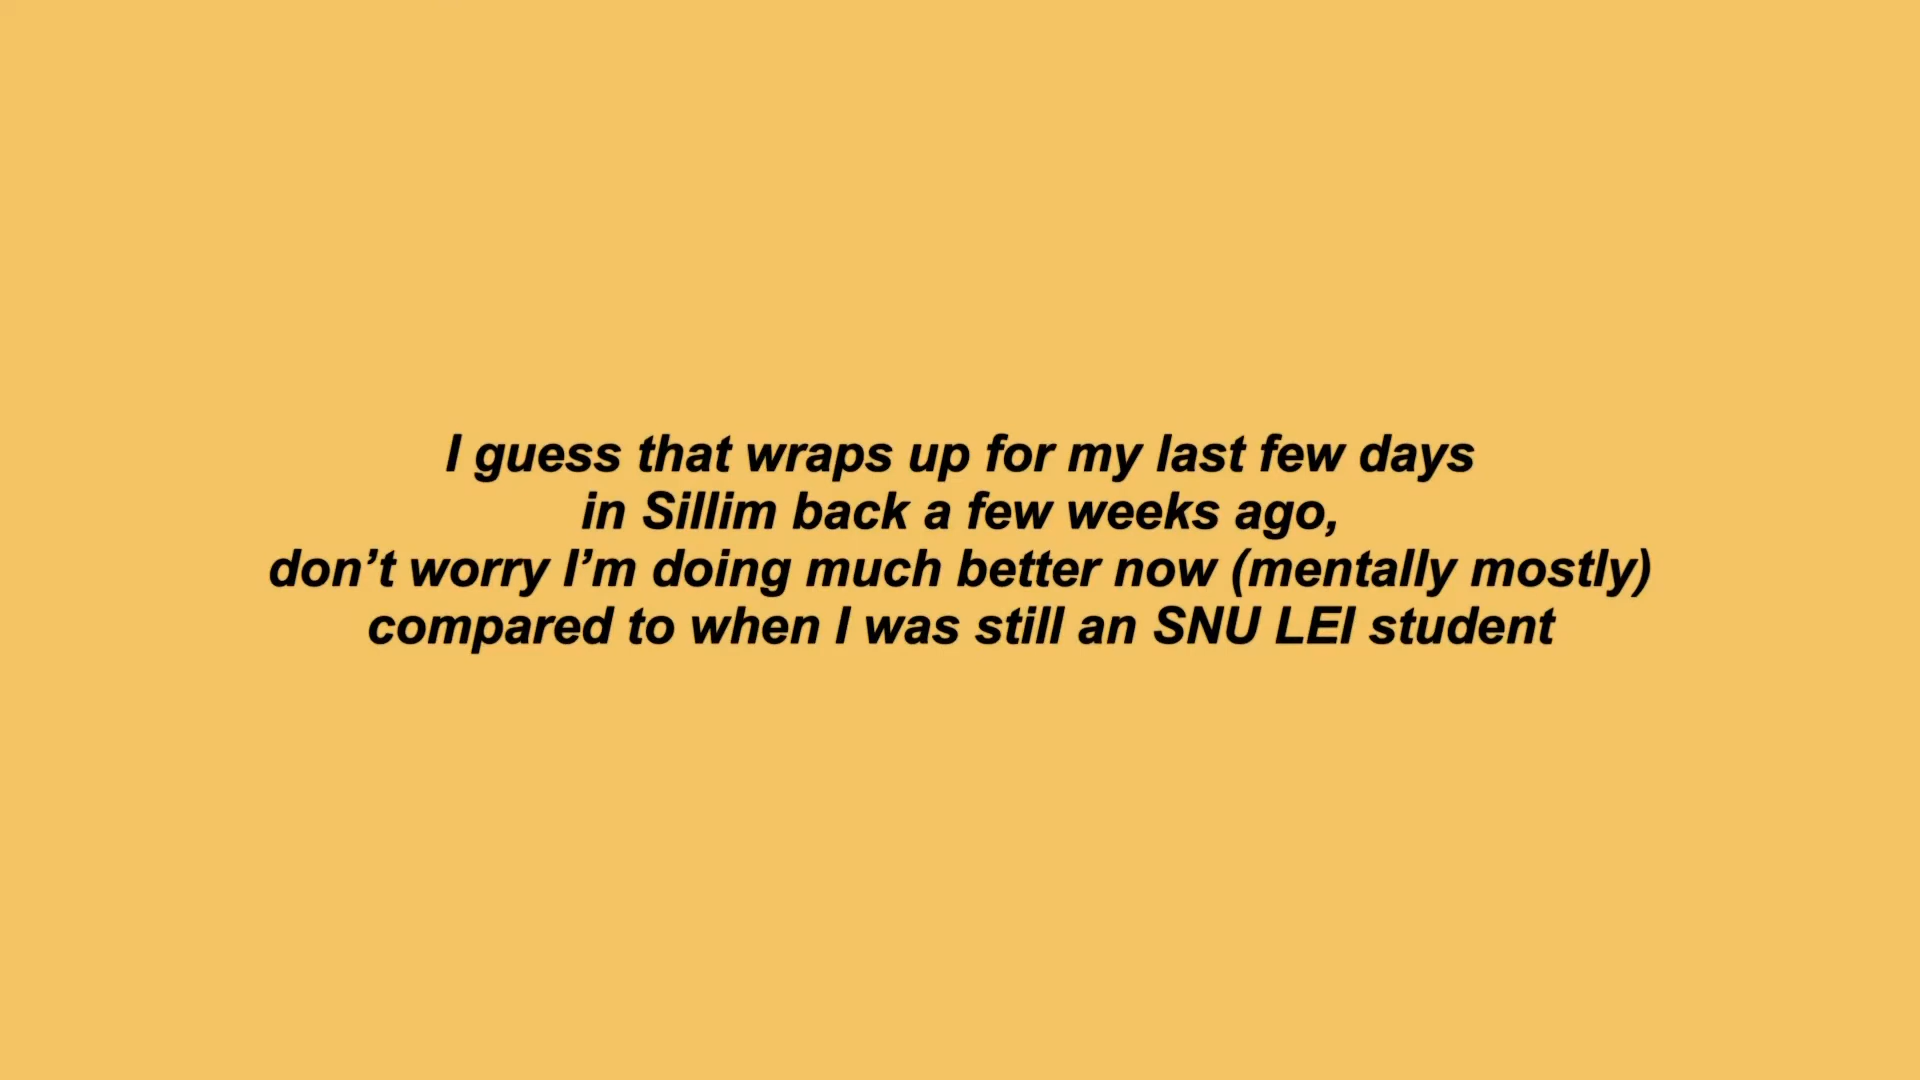 I guess that wraps up for my last few days
in Sillim back a few weeks ago,
don’t worry I’m doing much better now (mentally mostly)
compared to when I was still an SNU LEI student